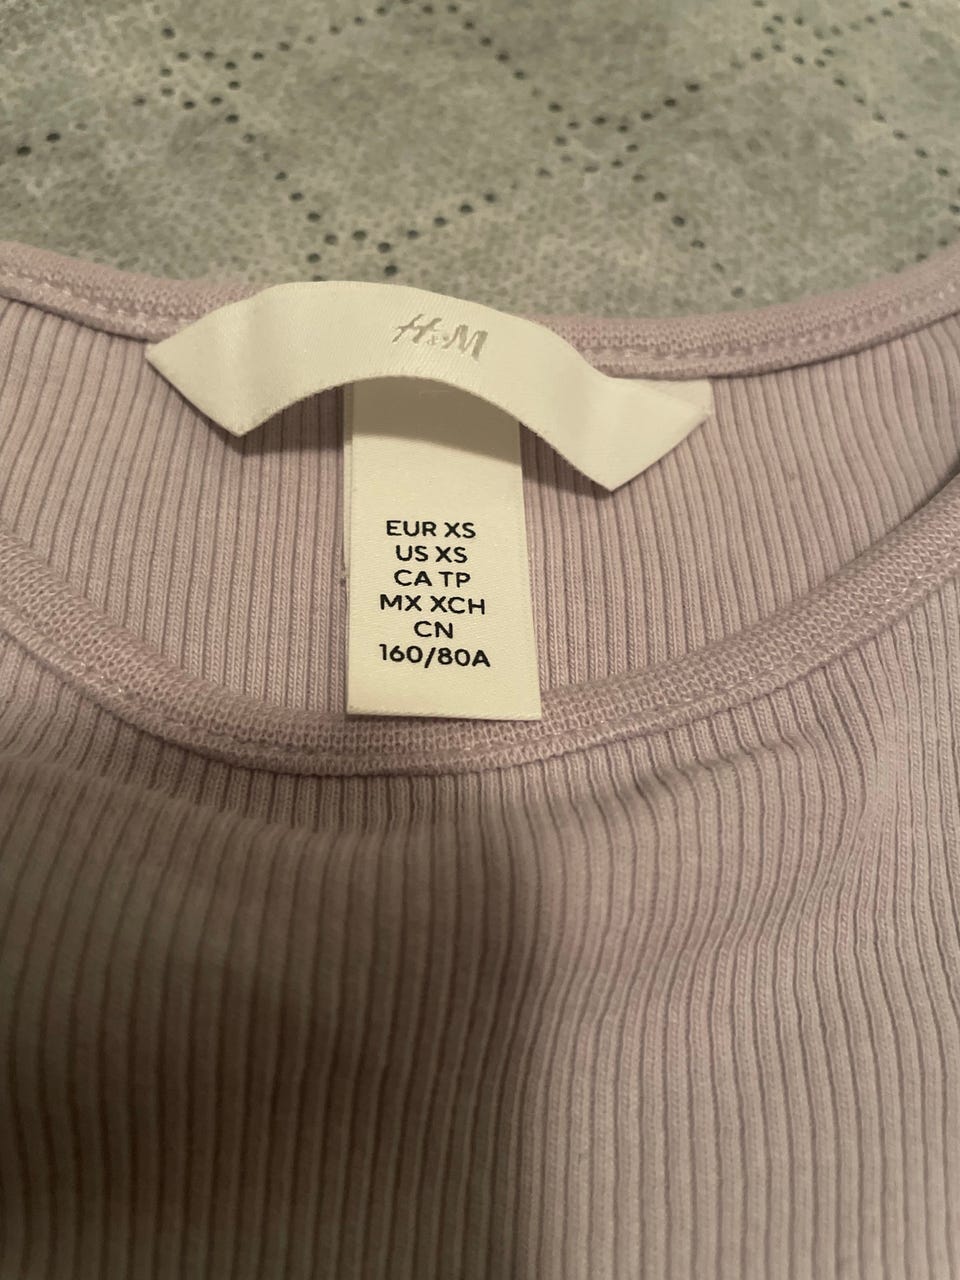 H&M
EUR XS
US XS
CA TP
MX XCH
CN
160/80A